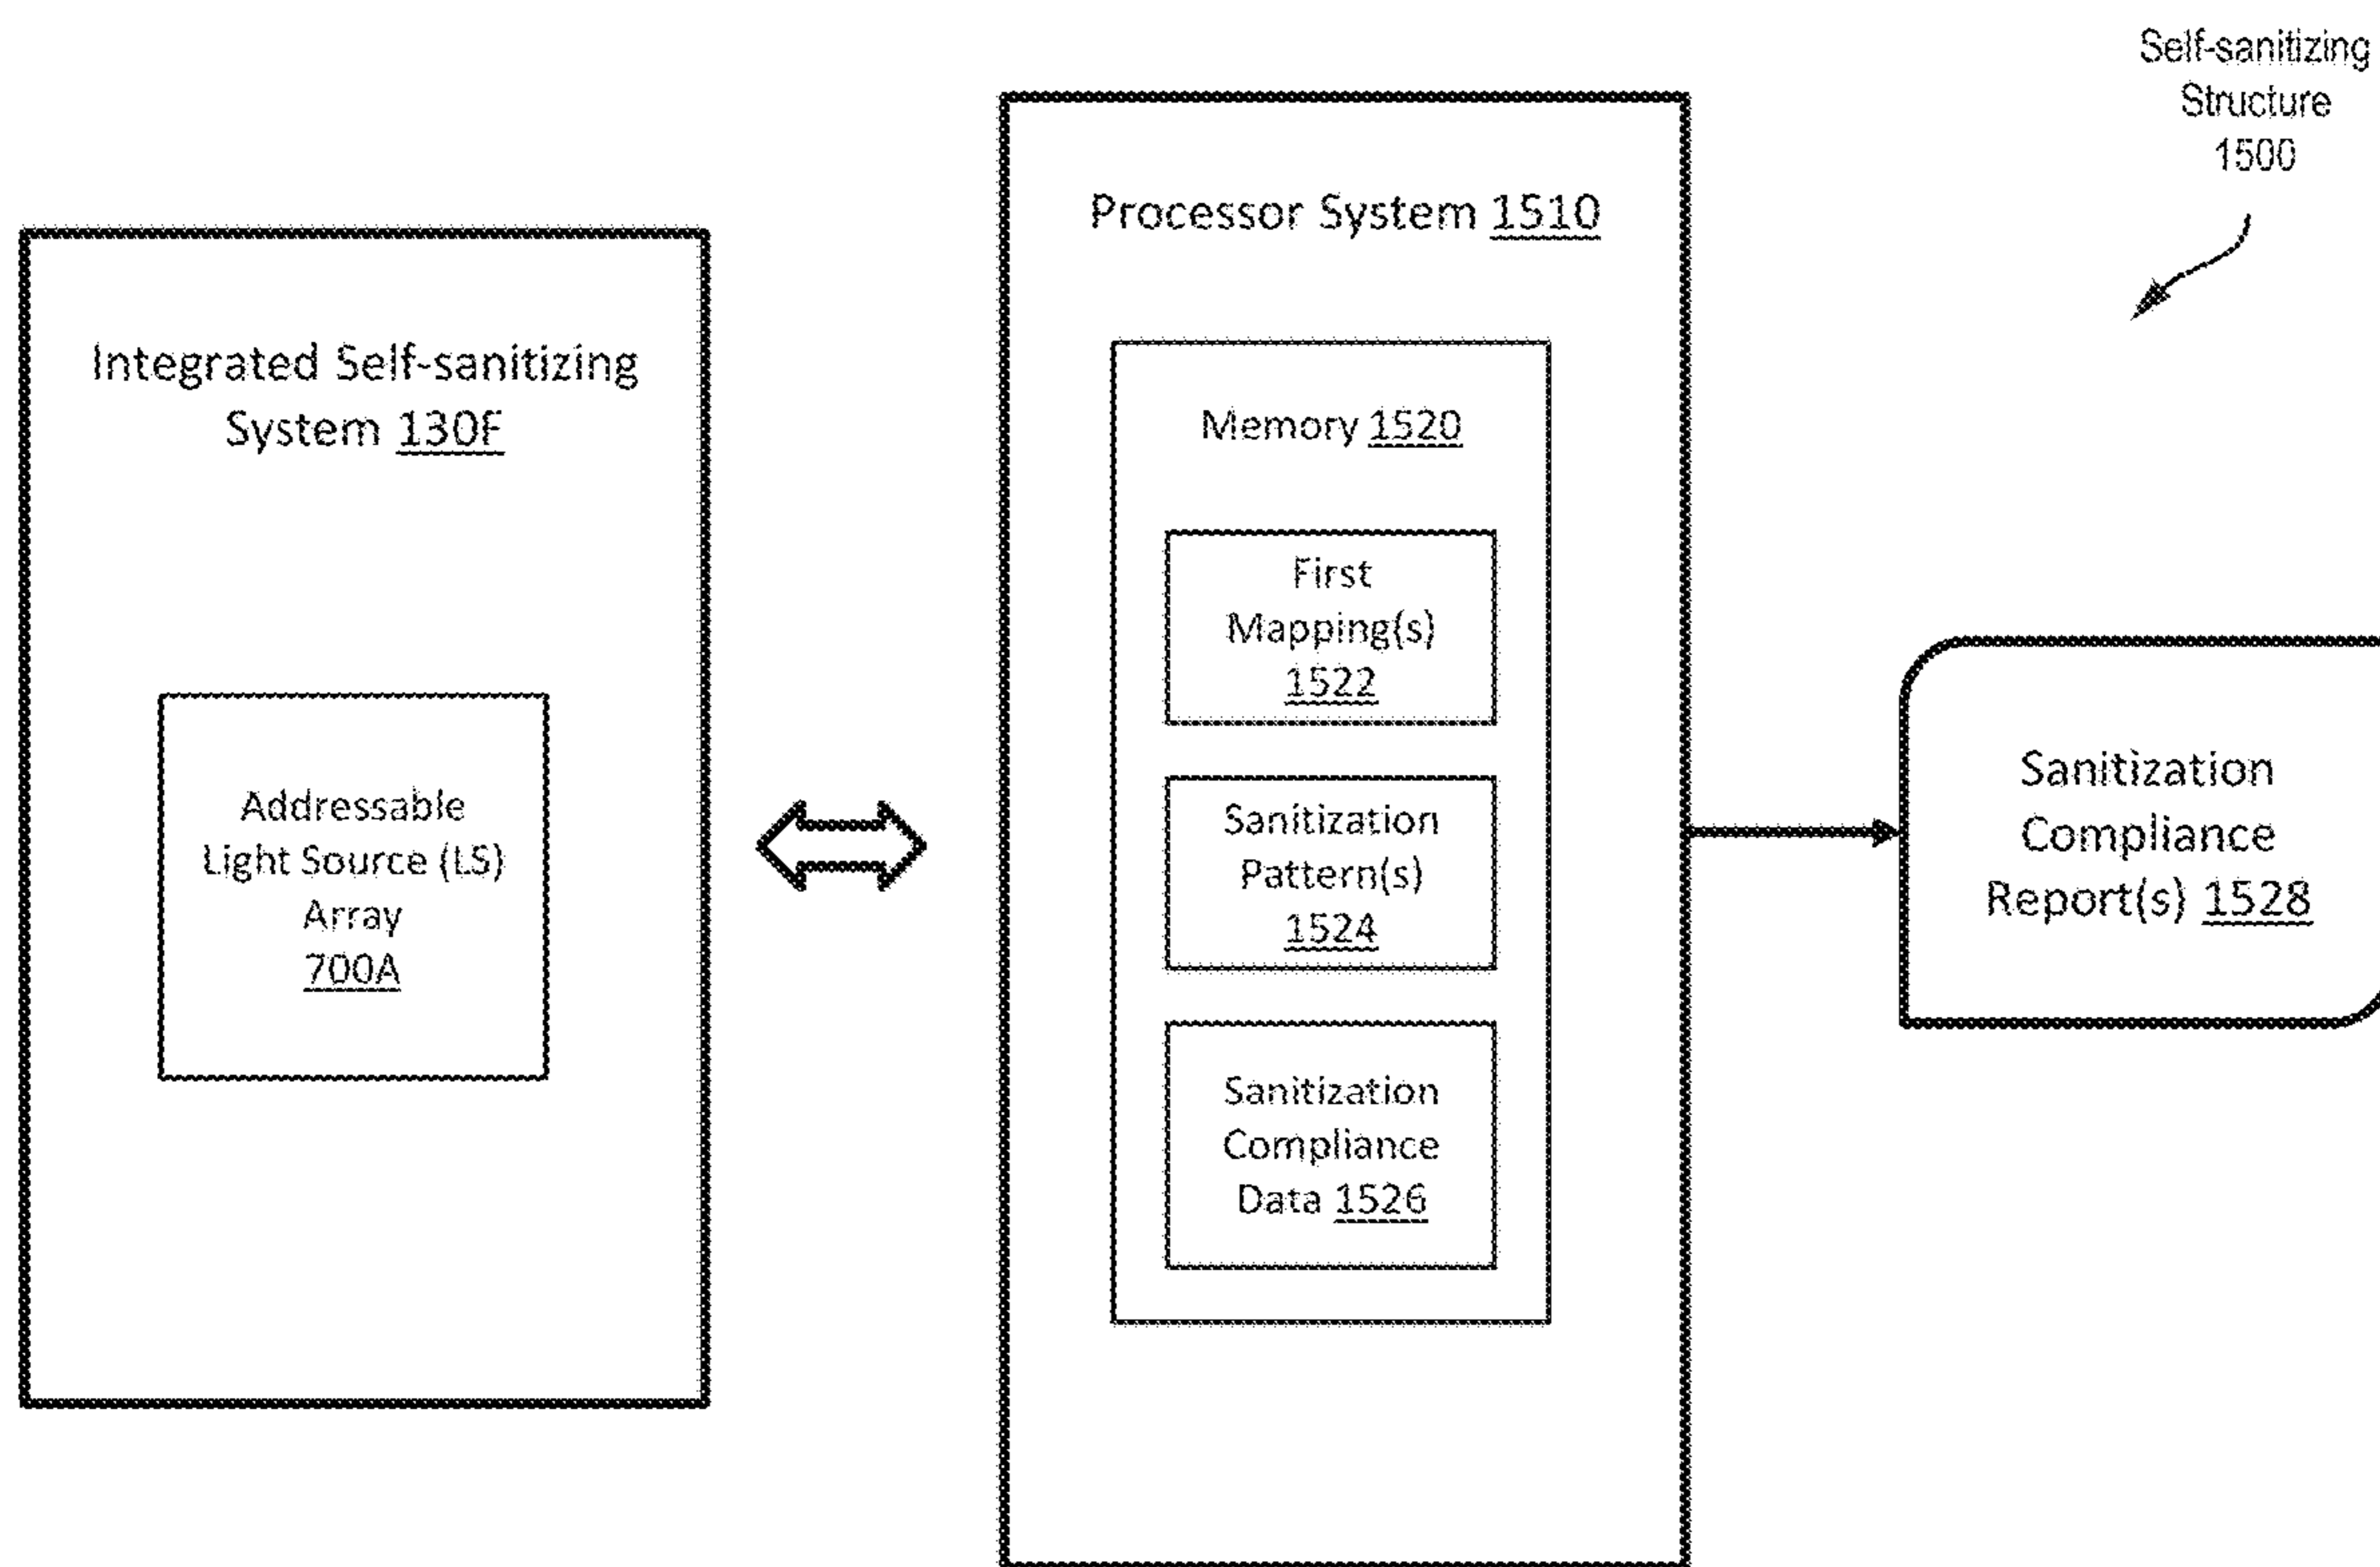 Self-sanitizing
Structure
1500
Integrated Self-sanitizing
System 130F
Addressable
Light Source (LS)
Array
700A
Processor System 1510
Memory 1520
First
Mapping(s)
1522
Sanitization
Pattern(s)
1524
Sanitization
Compliance
Data 1526
Sanitization
Compliance
Report(s) 1528